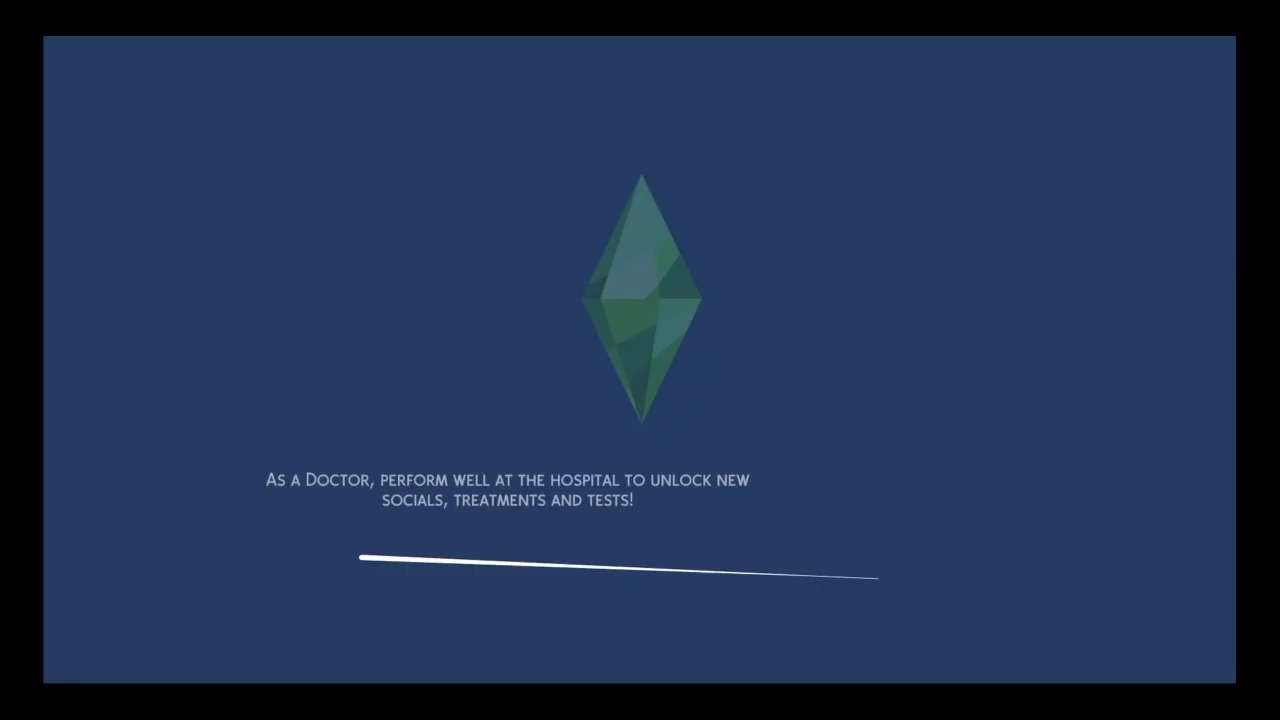 As a Doctor, perform well at the hospital to unlock new
socials, treatments and tests!